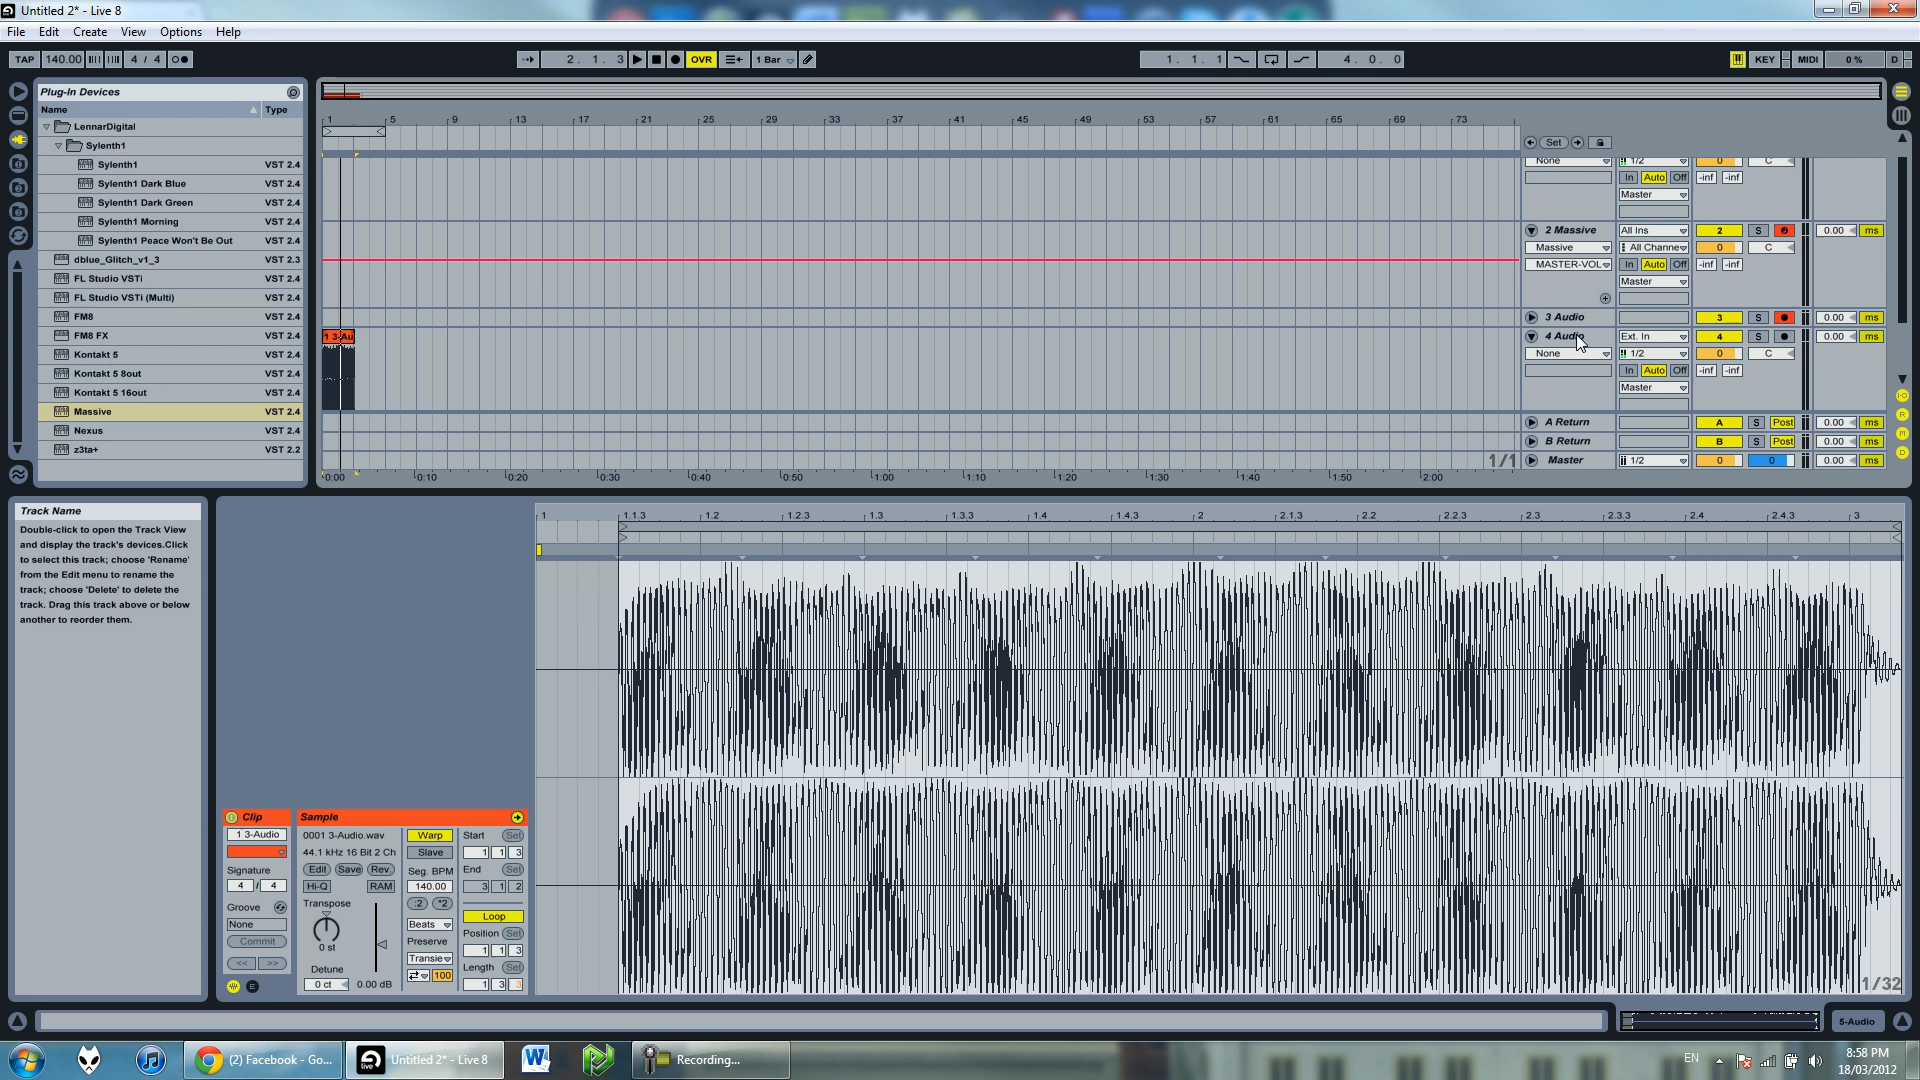 Untitled 2* - Live 8
File Edit Create View Options Help
TAP 140.00 4 / 4 2. 1. 3 OVR 1 Bar 1. 1. 1 4. 0. 0 KEY MIDI 0 % D
Plug-In Devices
Name Type
LennarDigital
Sylenth1
Sylenth1 VST 2.4
Sylenth1 Dark Blue VST 2.4
Sylenth1 Dark Green VST 2.4
Sylenth1 Morning VST 2.4
Sylenth1 Peace Won't Be Out VST 2.4
dblue_Glitch_v1_3 VST 2.3
FL Studio VSTi VST 2.4
FL Studio VSTi (Multi) VST 2.4
FM8 VST 2.4
FM8 FX VST 2.4
Kontakt 5 VST 2.4
Kontakt 5 8out VST 2.4
Kontakt 5 16out VST 2.4
Massive VST 2.4
Nexus VST 2.4
z3ta+ VST 2.2
1 5 9 13 17 21 25 29 33 37 41 45 49 53 57 61 65 69 73
Set
None 1/2 0 C
In Auto Off -inf -inf
Master
2 Massive All Ins 2 S 0.00 ms
Massive All Channe 0 C
MASTER-VOL In Auto Off -inf -inf
Master
3 Audio 3 S 0.00 ms
1 3-Au
4 Audio Ext. In 4 S 0.00 ms
None 1/2 0 C
In Auto Off -inf -inf
Master
A Return A S Post 0.00 ms
B Return B S Post 0.00 ms
1/1 Master 1/2 0 0 0.00 ms
0:00 0:10 0:20 0:30 0:40 0:50 1:00 1:10 1:20 1:30 1:40 1:50 2:00
Track Name
Double-click to open the Track View
and display the track's devices.Click
to select this track; choose 'Rename'
from the Edit menu to rename the
track; choose 'Delete' to delete the
track. Drag this track above or below
another to reorder them.
1 1.1.3 1.2 1.2.3 1.3 1.3.3 1.4 1.4.3 2 2.1.3 2.2 2.2.3 2.3 2.3.3 2.4 2.4.3 3
Clip
1 3-Audio
Signature
4 / 4
Groove
None
Commit
<< >>
E
Sample
0001 3-Audio.wav
44.1 kHz 16 Bit 2 Ch
Edit Save Rev.
Hi-Q RAM
Transpose
0 st
Detune
0 ct 0.00 dB
Warp
Slave
Seg. BPM
140.00
:2 *2
Beats
Preserve
Transie
100
Start Set
1 1 3
End Set
3 1 2
Loop
Position Set
1 1 3
Length Set
1 3 3
1/32
5-Audio
(2) Facebook - Go... Untitled 2* - Live 8 Recording...
EN
8:58 PM
18/03/2012